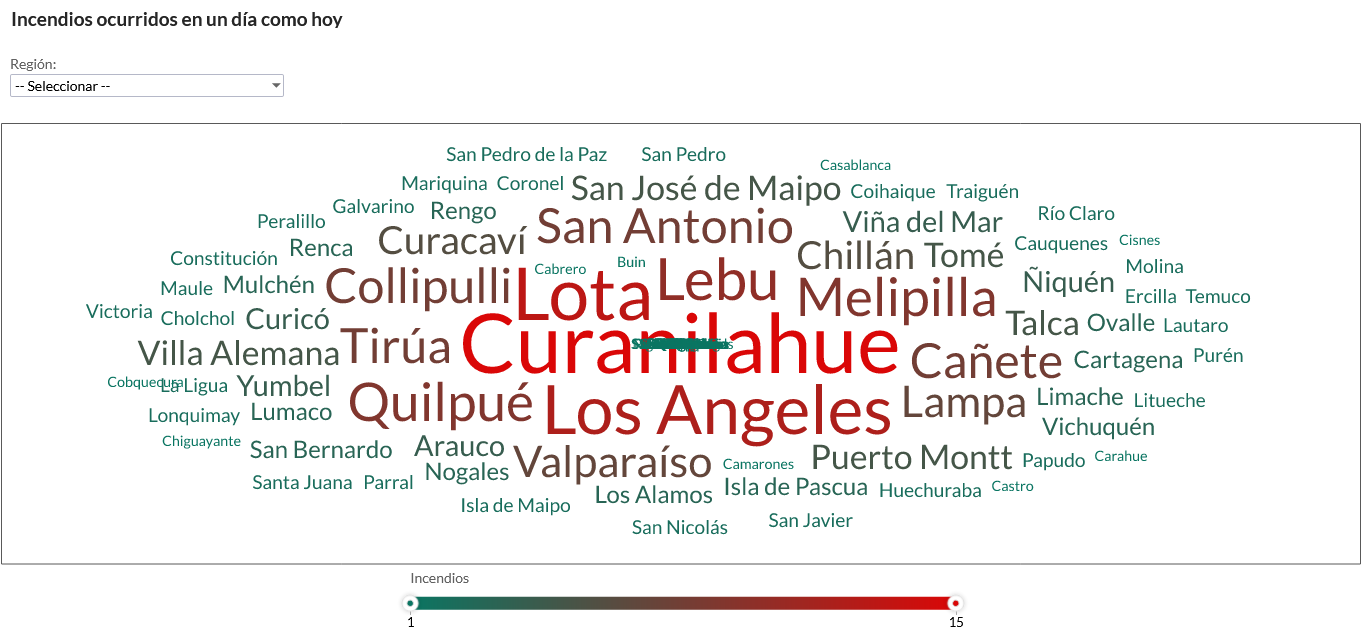 Incendios ocurridos en un día como hoy
Región:
-- Seleccionar --
San Pedro de la Paz San Pedro
Casablanca
Mariquina Coronel San José de Maipo Coihaique Traiguén
Galvarino Rengo
Peralillo San Antonio Viña del Mar Río Claro
Constitución Renca Curacaví Chillán Tomé Cauquenes Cisnes
Cabrero Buin Molina
Maule Mulchén Collipulli Lota Lebu Melipilla Ñiquén Ercilla Temuco
Victoria Cholchol Curicó Talca Ovalle Lautaro
Villa Alemana Tirúa Curanilahue Cañete Cartagena Purén
Cobquecura La Ligua Yumbel Quilpué Los Angeles Lampa Limache Litueche
Lonquimay Lumaco Vichuquén
Chiguayante San Bernardo Arauco Valparaíso Camarones Puerto Montt Papudo Carahue
Santa Juana Parral Nogales Los Alamos Isla de Pascua Huechuraba Castro
Isla de Maipo San Nicolás San Javier
Incendios
1 15